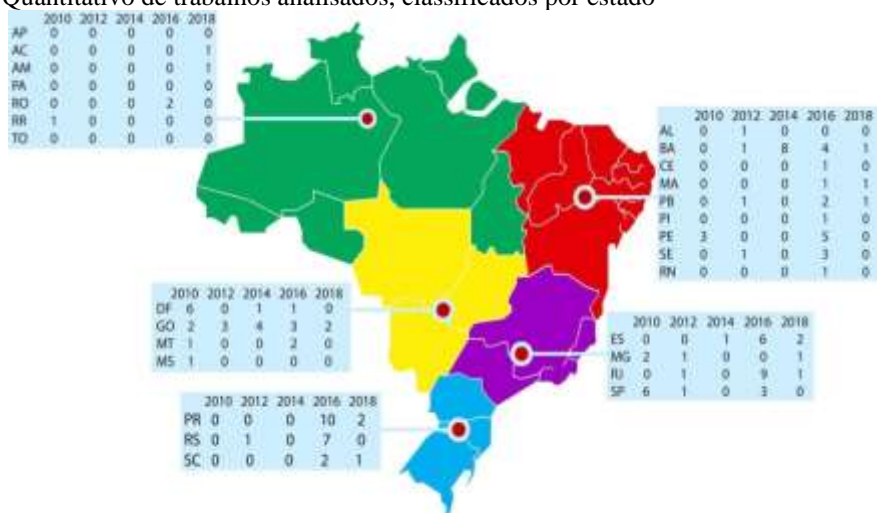 Quantitativo de trabalhos analisados, classificados por estado
2010 2012 2014 2016 2018
AP 0 0 0 0 0
AC 0 0 0 0 1
AM 0 0 0 0 1
PA 0 0 0 0 0
RO 0 0 0 2 0
RR 1 0 0 0 0
TO 0 0 0 0 0
2010 2012 2014 2016 2018
AL 0 1 0 0 0
BA 0 1 8 4 1
CE 0 0 0 1 0
MA 0 0 0 1 1
PB 0 1 0 2 1
PI 0 0 0 1 0
PE 3 0 0 5 0
SE 0 1 0 3 0
RN 0 0 0 1 0
2010 2012 2014 2016 2018
DF 6 0 1 1 0
GO 2 3 4 3 2
MT 1 0 0 2 0
MS 1 0 0 0 0
2010 2012 2014 2016 2018
ES 0 0 1 6 2
MG 2 1 0 0 1
RJ 0 1 0 9 1
SP 6 1 0 3 0
2010 2012 2014 2016 2018
PR 0 0 0 10 2
RS 0 1 0 7 0
SC 0 0 0 2 1